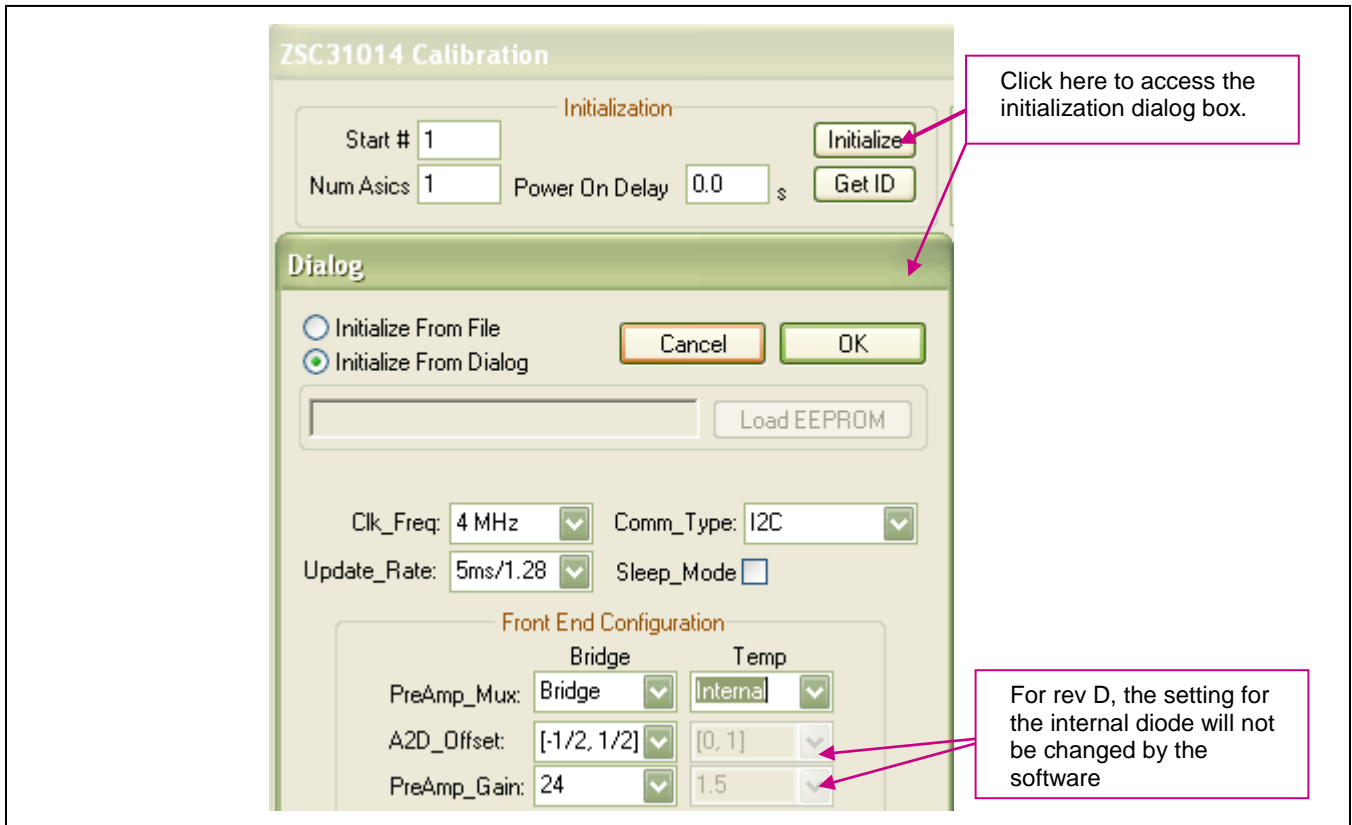 ZSC31014 Calibration
Click here to access the
initialization dialog box.
Initialization
Start # 1
Initialize
Num Asics 1 Power On Delay 0.0 s Get ID
Dialog
Initialize From File
Initialize From Dialog
Cancel OK
Load EEPROM
Clk_Freq: 4 MHz Comm_Type: I2C
Update_Rate: 5ms/1.28 Sleep_Mode
Front End Configuration
Bridge Temp
PreAmp_Mux: Bridge Internal
A2D_Offset: [-1/2, 1/2] [0, 1]
PreAmp_Gain: 24 1.5
For rev D, the setting for
the internal diode will not
be changed by the
software